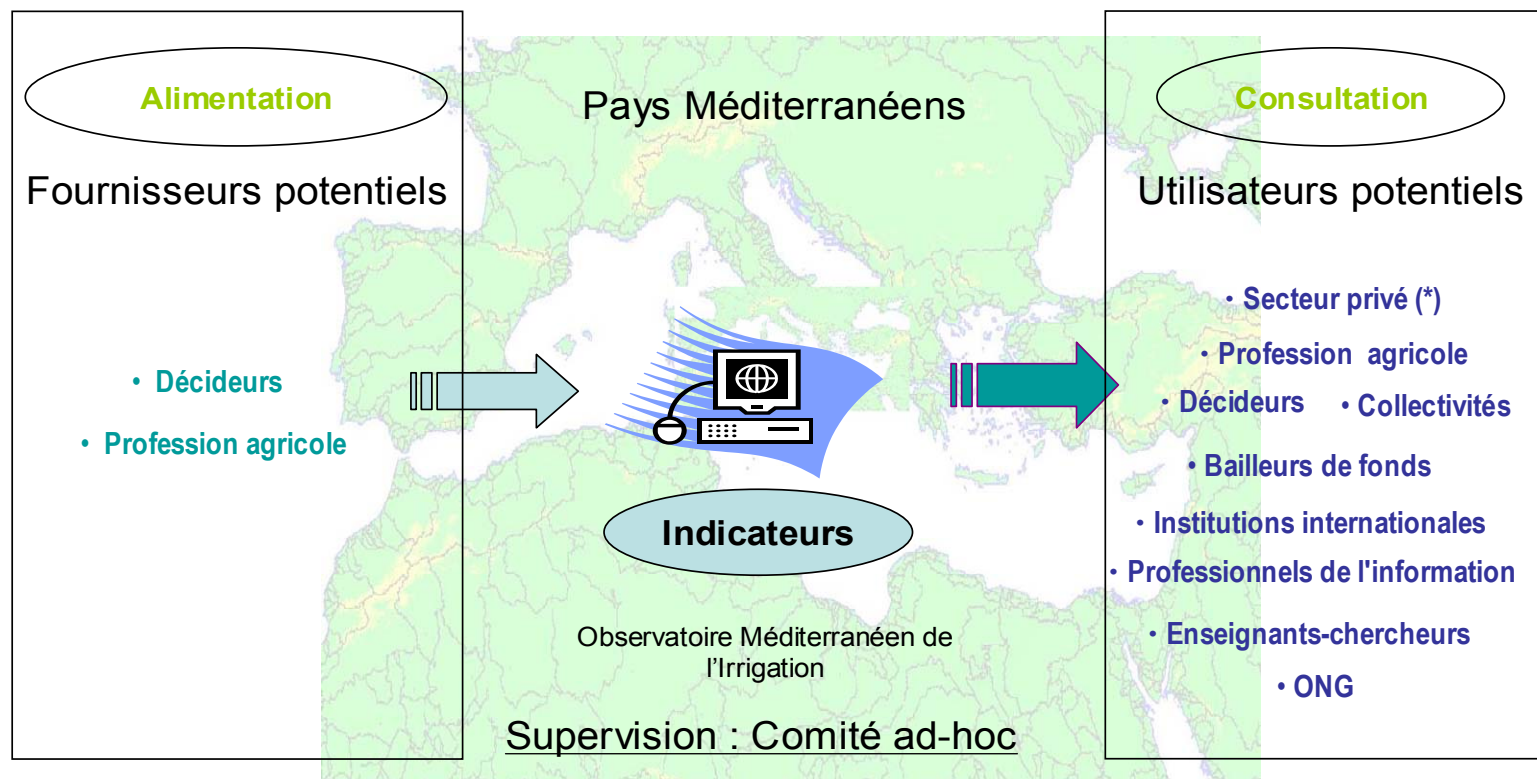 Alimentation
Fournisseurs potentiels
• Décideurs
• Profession agricole
Pays Méditerranéens
Indicateurs
Observatoire Méditerranéen de
l’Irrigation
Supervision : Comité ad-hoc
Consultation
Utilisateurs potentiels
• Secteur privé (*)
• Profession agricole
• Décideurs • Collectivités
• Bailleurs de fonds
• Institutions internationales
• Professionnels de l'information
• Enseignants-chercheurs
• ONG